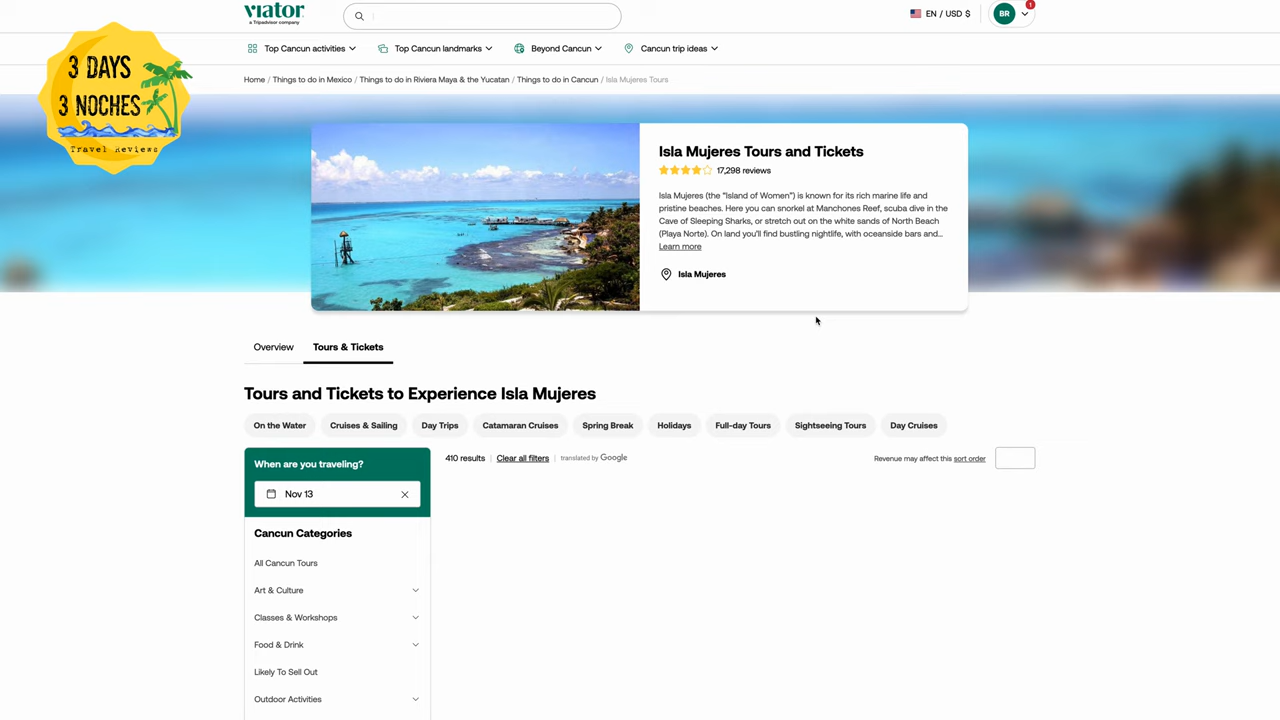 viator
a Tripadvisor company
EN / USD $
BR
1
3 DAYS
3 NOCHES
Travel Reviews
Top Cancun activities
Top Cancun landmarks
Beyond Cancun
Cancun trip ideas
Home / Things to do in Mexico / Things to do in Riviera Maya & the Yucatan / Things to do in Cancun / Isla Mujeres Tours
Isla Mujeres Tours and Tickets
17,298 reviews
Isla Mujeres (the "Island of Women") is known for its rich marine life and
pristine beaches. Here you can snorkel at Manchones Reef, scuba dive in the
Cave of Sleeping Sharks, or stretch out on the white sands of North Beach
(Playa Norte). On land you'll find bustling nightlife, with oceanside bars and...
Learn more
Isla Mujeres
Overview
Tours & Tickets
Tours and Tickets to Experience Isla Mujeres
On the Water
Cruises & Sailing
Day Trips
Catamaran Cruises
Spring Break
Holidays
Full-day Tours
Sightseeing Tours
Day Cruises
When are you traveling?
Nov 13
410 results
Clear all filters
translated by Google
Revenue may affect this sort order
Cancun Categories
All Cancun Tours
Art & Culture
Classes & Workshops
Food & Drink
Likely To Sell Out
Outdoor Activities